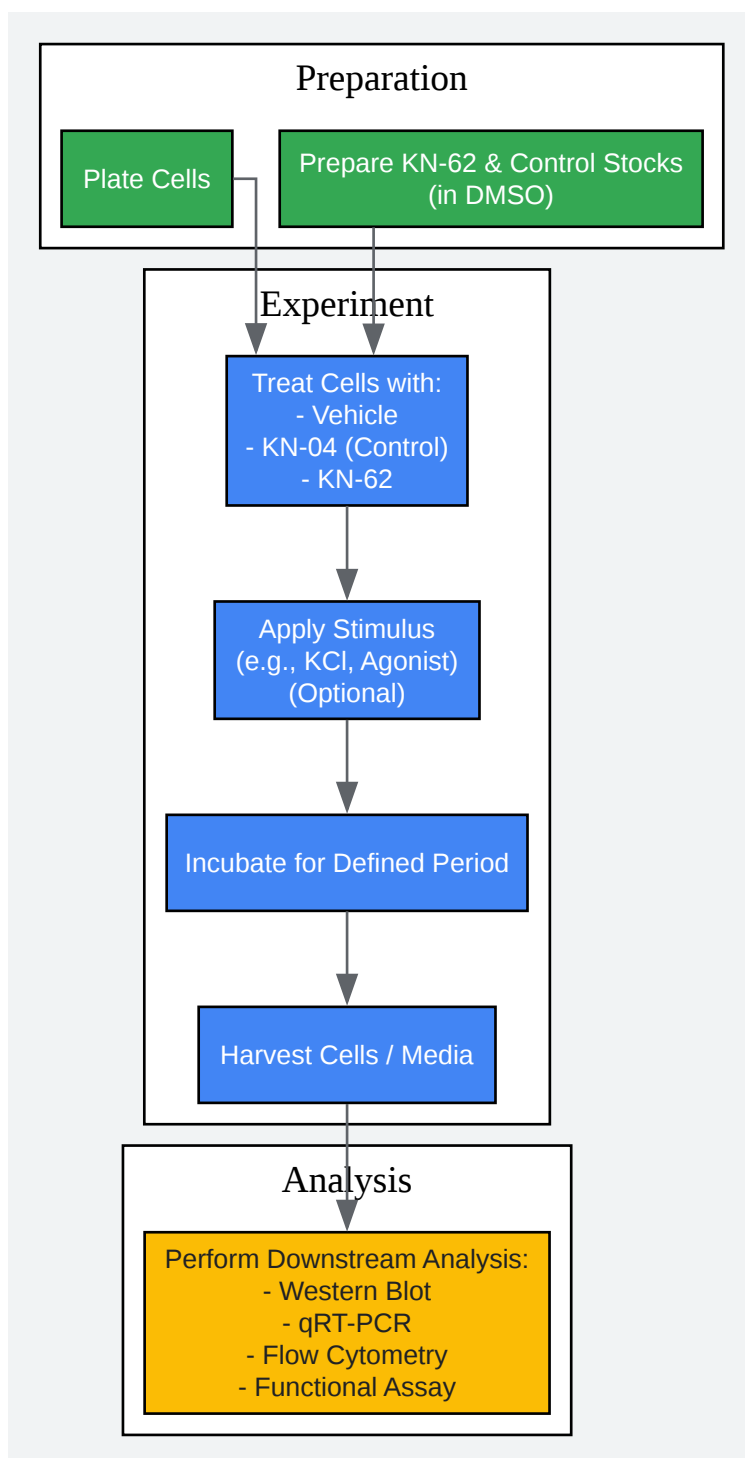 Preparation
Plate Cells
Prepare KN-62 & Control Stocks
(in DMSO)
Experiment
Treat Cells with:
- Vehicle
- KN-04 (Control)
- KN-62
Apply Stimulus
(e.g., KCl, Agonist)
(Optional)
Incubate for Defined Period
Harvest Cells / Media
Analysis
Perform Downstream Analysis:
- Western Blot
- qRT-PCR
- Flow Cytometry
- Functional Assay